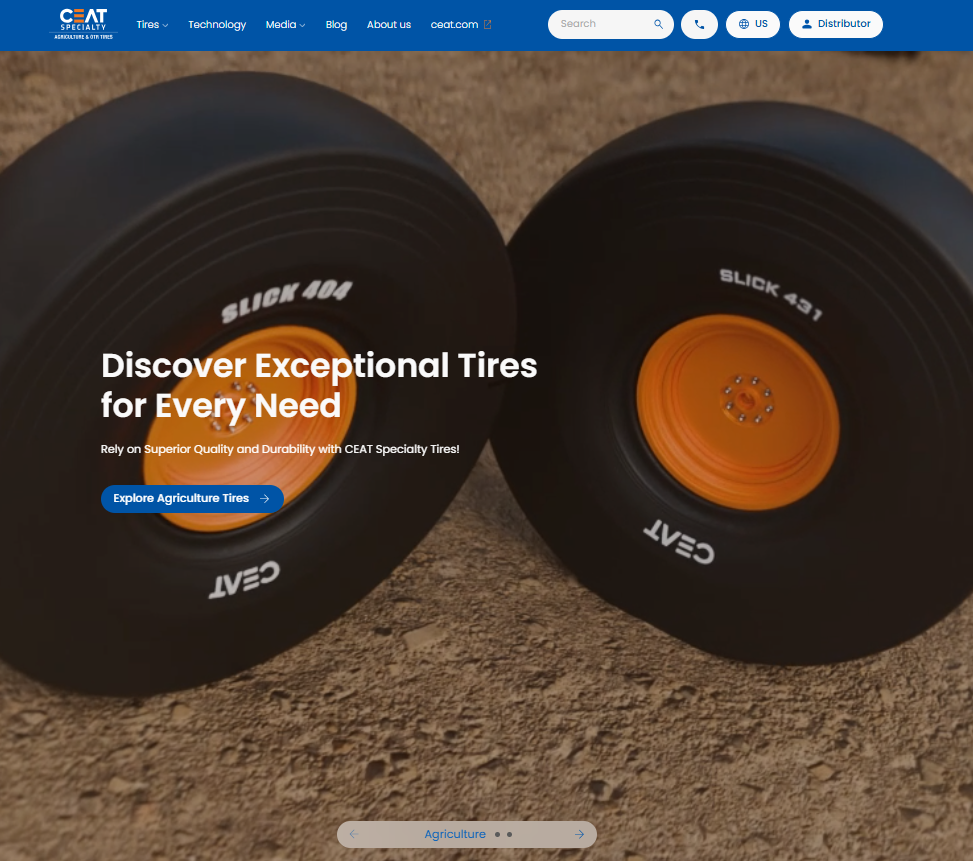 CEAT
SPECIALTY
AGRICULTURE & OTR TIRES
Tires
Technology
Media
Blog
About us
ceat.com
Search
US
Distributor
SLICK 404
SLICK 431
Discover Exceptional Tires
for Every Need
Rely on Superior Quality and Durability with CEAT Specialty Tires!
Explore Agriculture Tires
CEAT
CEAT
Agriculture